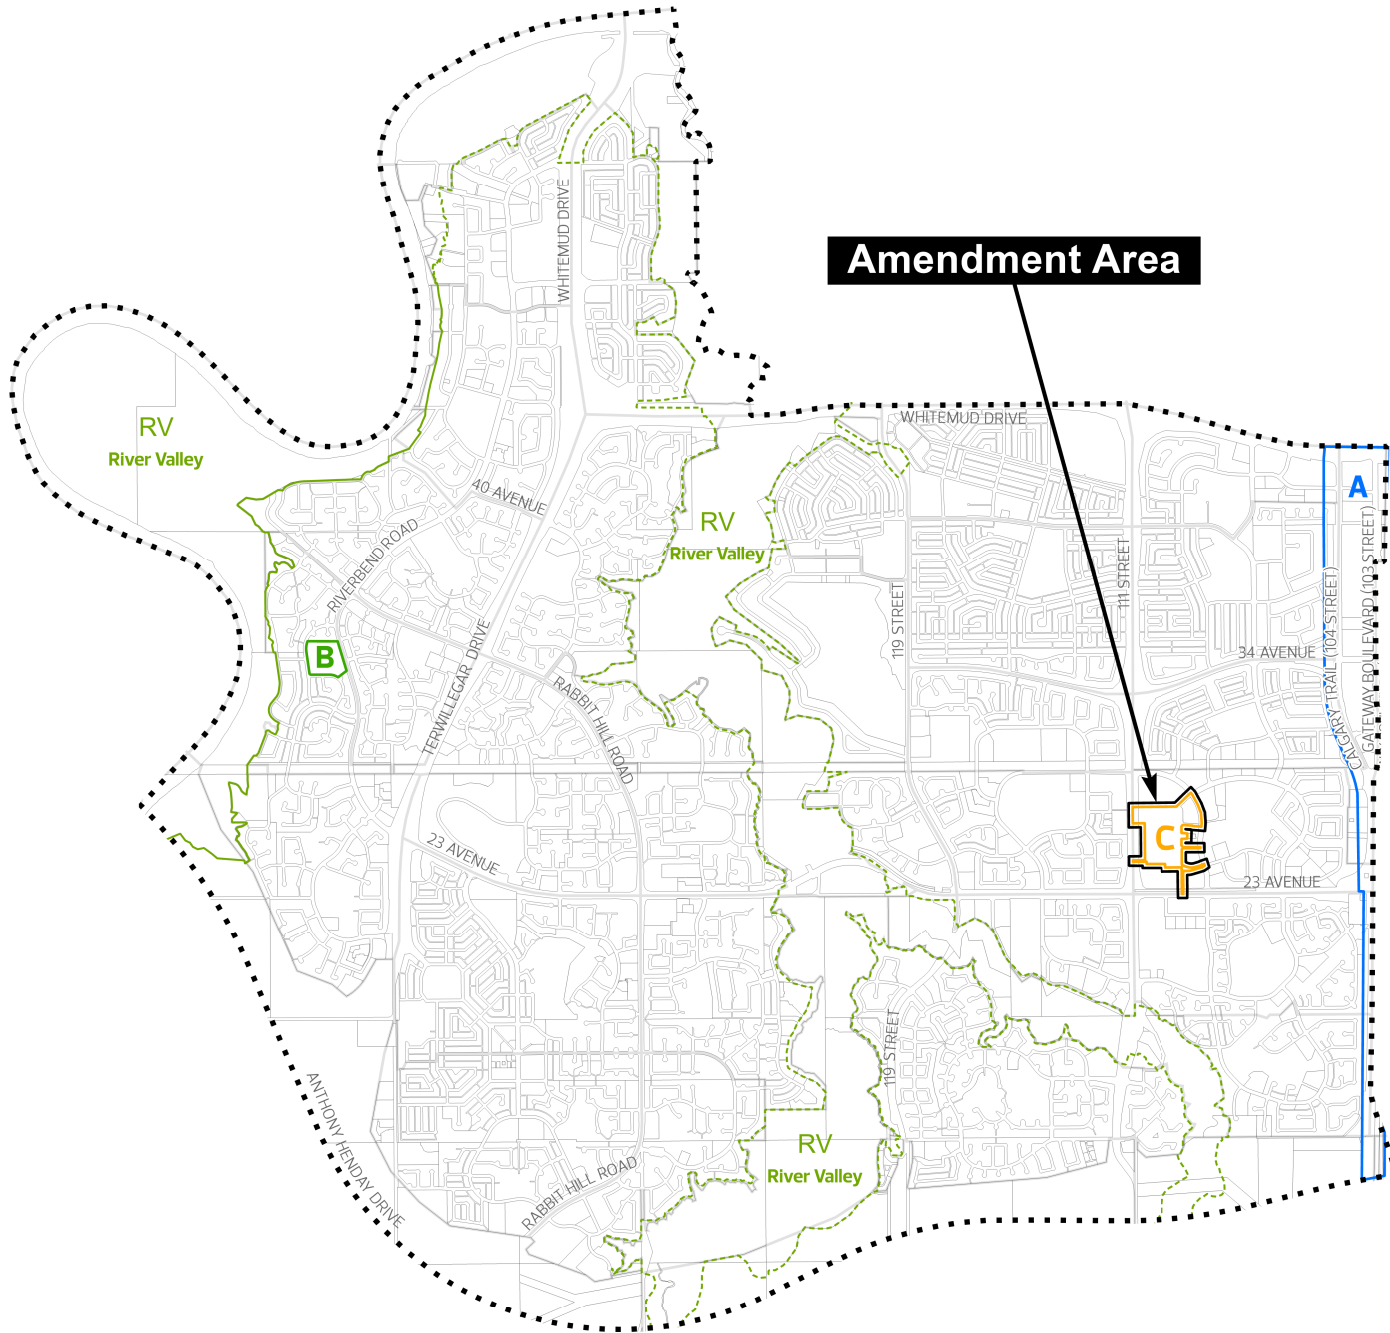 WHITEMUD DRIVE
Amendment Area
RV
River Valley
WHITEMUD DRIVE
A
40 AVENUE
RV
River Valley
RIVERBEND ROAD
111 STREET
119 STREET
CALGARY TRAIL (104 STREET)
GATEWAY BOULEVARD (103 STREET)
34 AVENUE
B
TERWILLEGAR DRIVE
RABBIT HILL ROAD
C
23 AVENUE
23 AVENUE
119 STREET
ANTHONY HENDAY DRIVE
RV
River Valley
RABBIT HILL ROAD